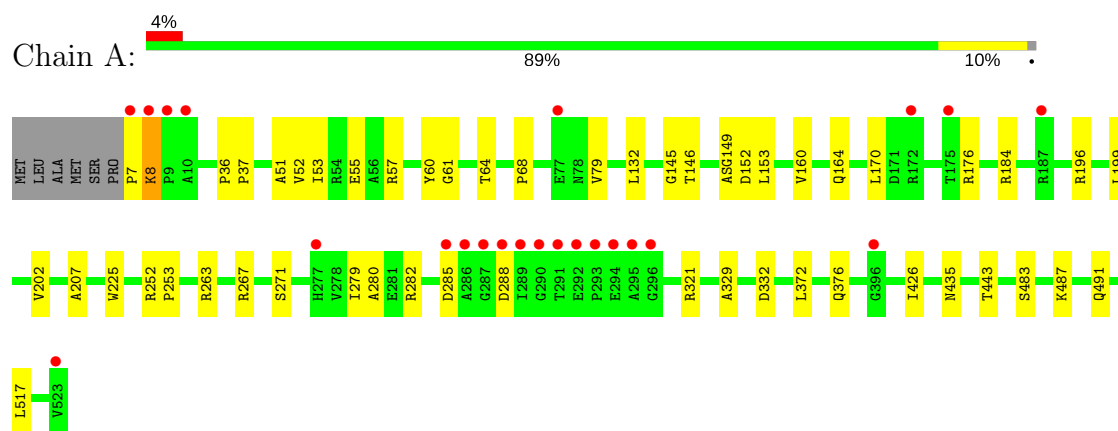 4%
Chain A:
89% 10% •
MET LEU ALA MET SER PRO P7 K8 P9 A10 P36 P37 A51 V52 I53 R54 E55 A56 R57 Y60 G61 T64 P68 E77 N78 V79 L132 G145 T146 ASG149 D152 L153 V160 Q164 L170 D171 R172 T175 R176 R184 R187 R196 L199
V202 A207 W225 R252 P253 R263 R267 S271 H277 V278 I279 A280 E281 R282 D285 A286 G287 D288 I289 G290 T291 E292 P293 E294 A295 G296 R321 A329 D332 L372 Q376 G396 I426 N435 T443 S483 K487 Q491
L517 V523